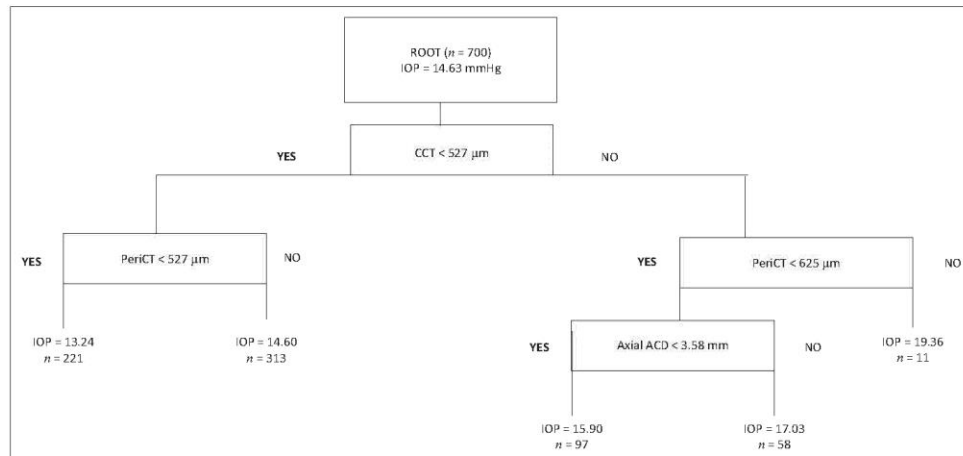 ROOT (n = 700)
IOP = 14.63 mmHg
YES
CCT < 527 µm
NO
YES
PeriCT < 527 µm
NO
YES
PeriCT < 625 µm
NO
IOP = 13.24
n = 221
IOP = 14.60
n = 313
YES
Axial ACD < 3.58 mm
NO
IOP = 19.36
n = 11
IOP = 15.90
n = 97
IOP = 17.03
n = 58